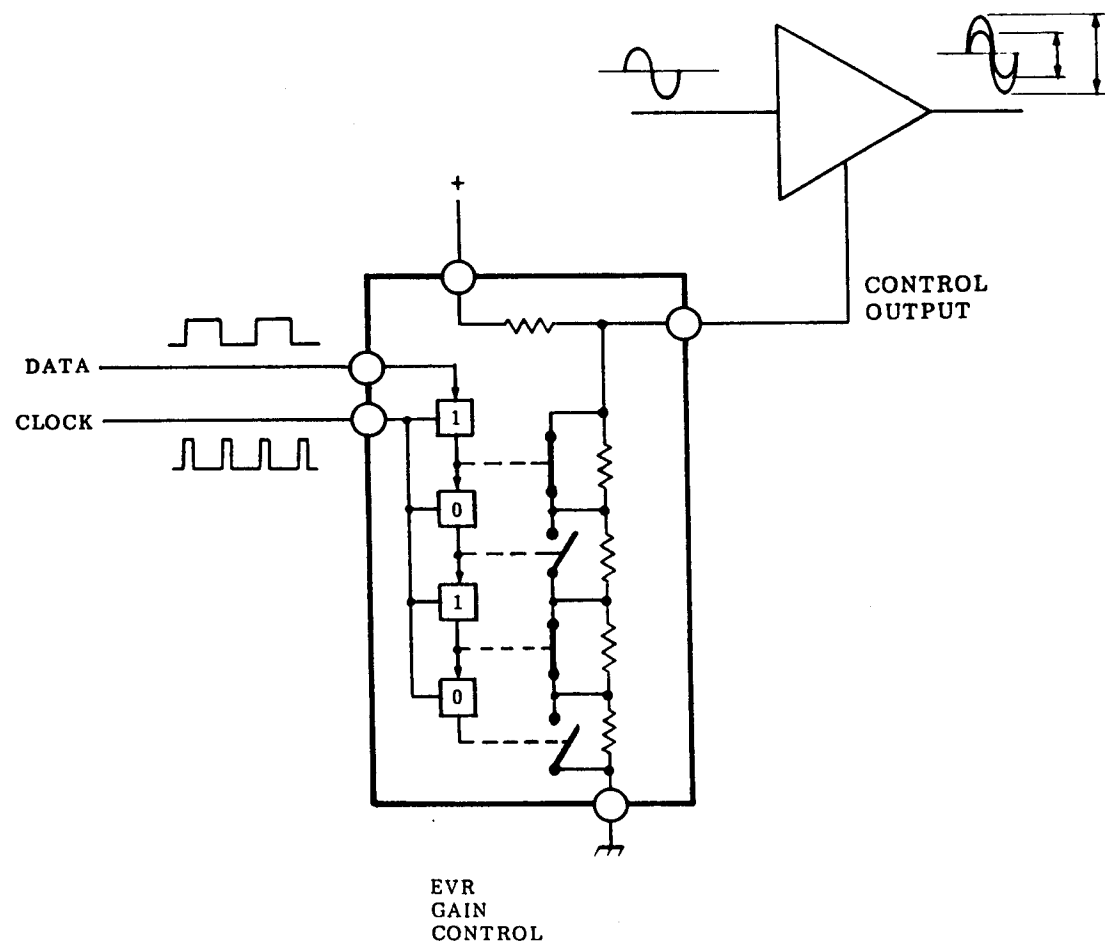 +
CONTROL
OUTPUT
DATA
CLOCK
1
0
1
0
EVR
GAIN
CONTROL